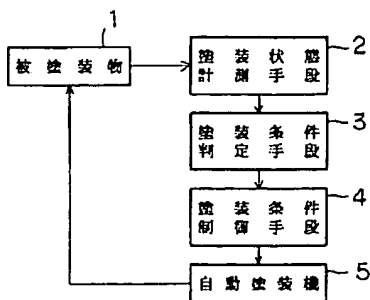 1
被塗装物
塗装状態
計測手段
2
塗装条件
判定手段
3
塗装条件
制御手段
4
自動塗装機
5